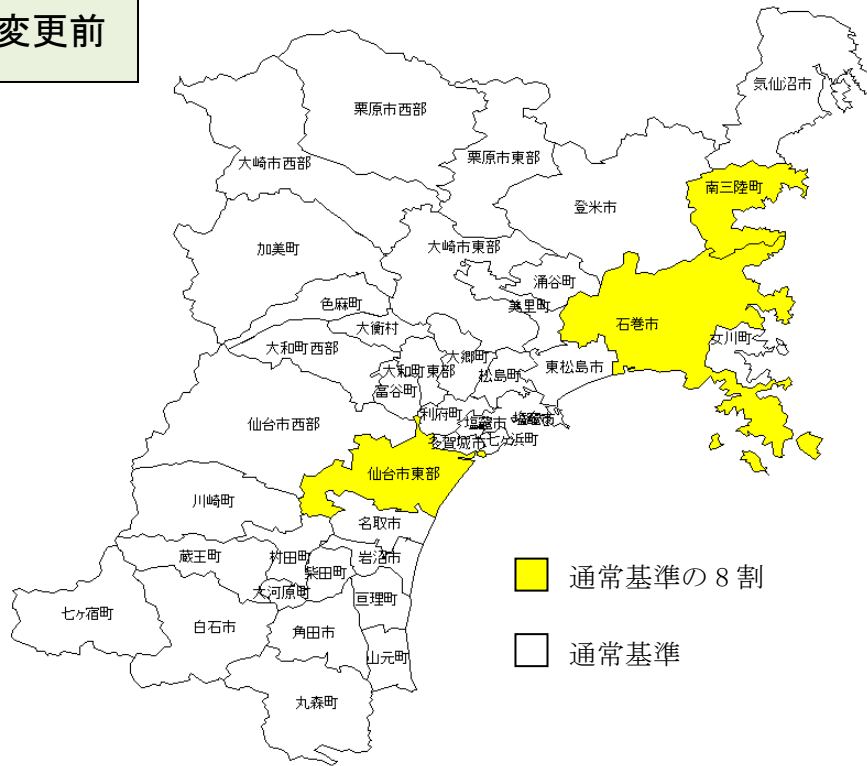 変更前
気仙沼市
栗原市西部
栗原市東部
大崎市西部
南三陸町
登米市
加美町
大崎市東部
涌谷町
美里町
色麻町
石巻市
大衡村
女川町
大和町西部
大郷町
大和町東部
松島町
東松島市
富谷町
利府町
塩竈市
塩竈市
仙台市西部
多賀城市
七ヶ浜町
仙台市東部
川崎町
名取市
蔵王町
村田町
岩沼市
柴田町
通常基準の8割
大河原町
亘理町
七ヶ宿町
白石市
角田市
山元町
通常基準
丸森町